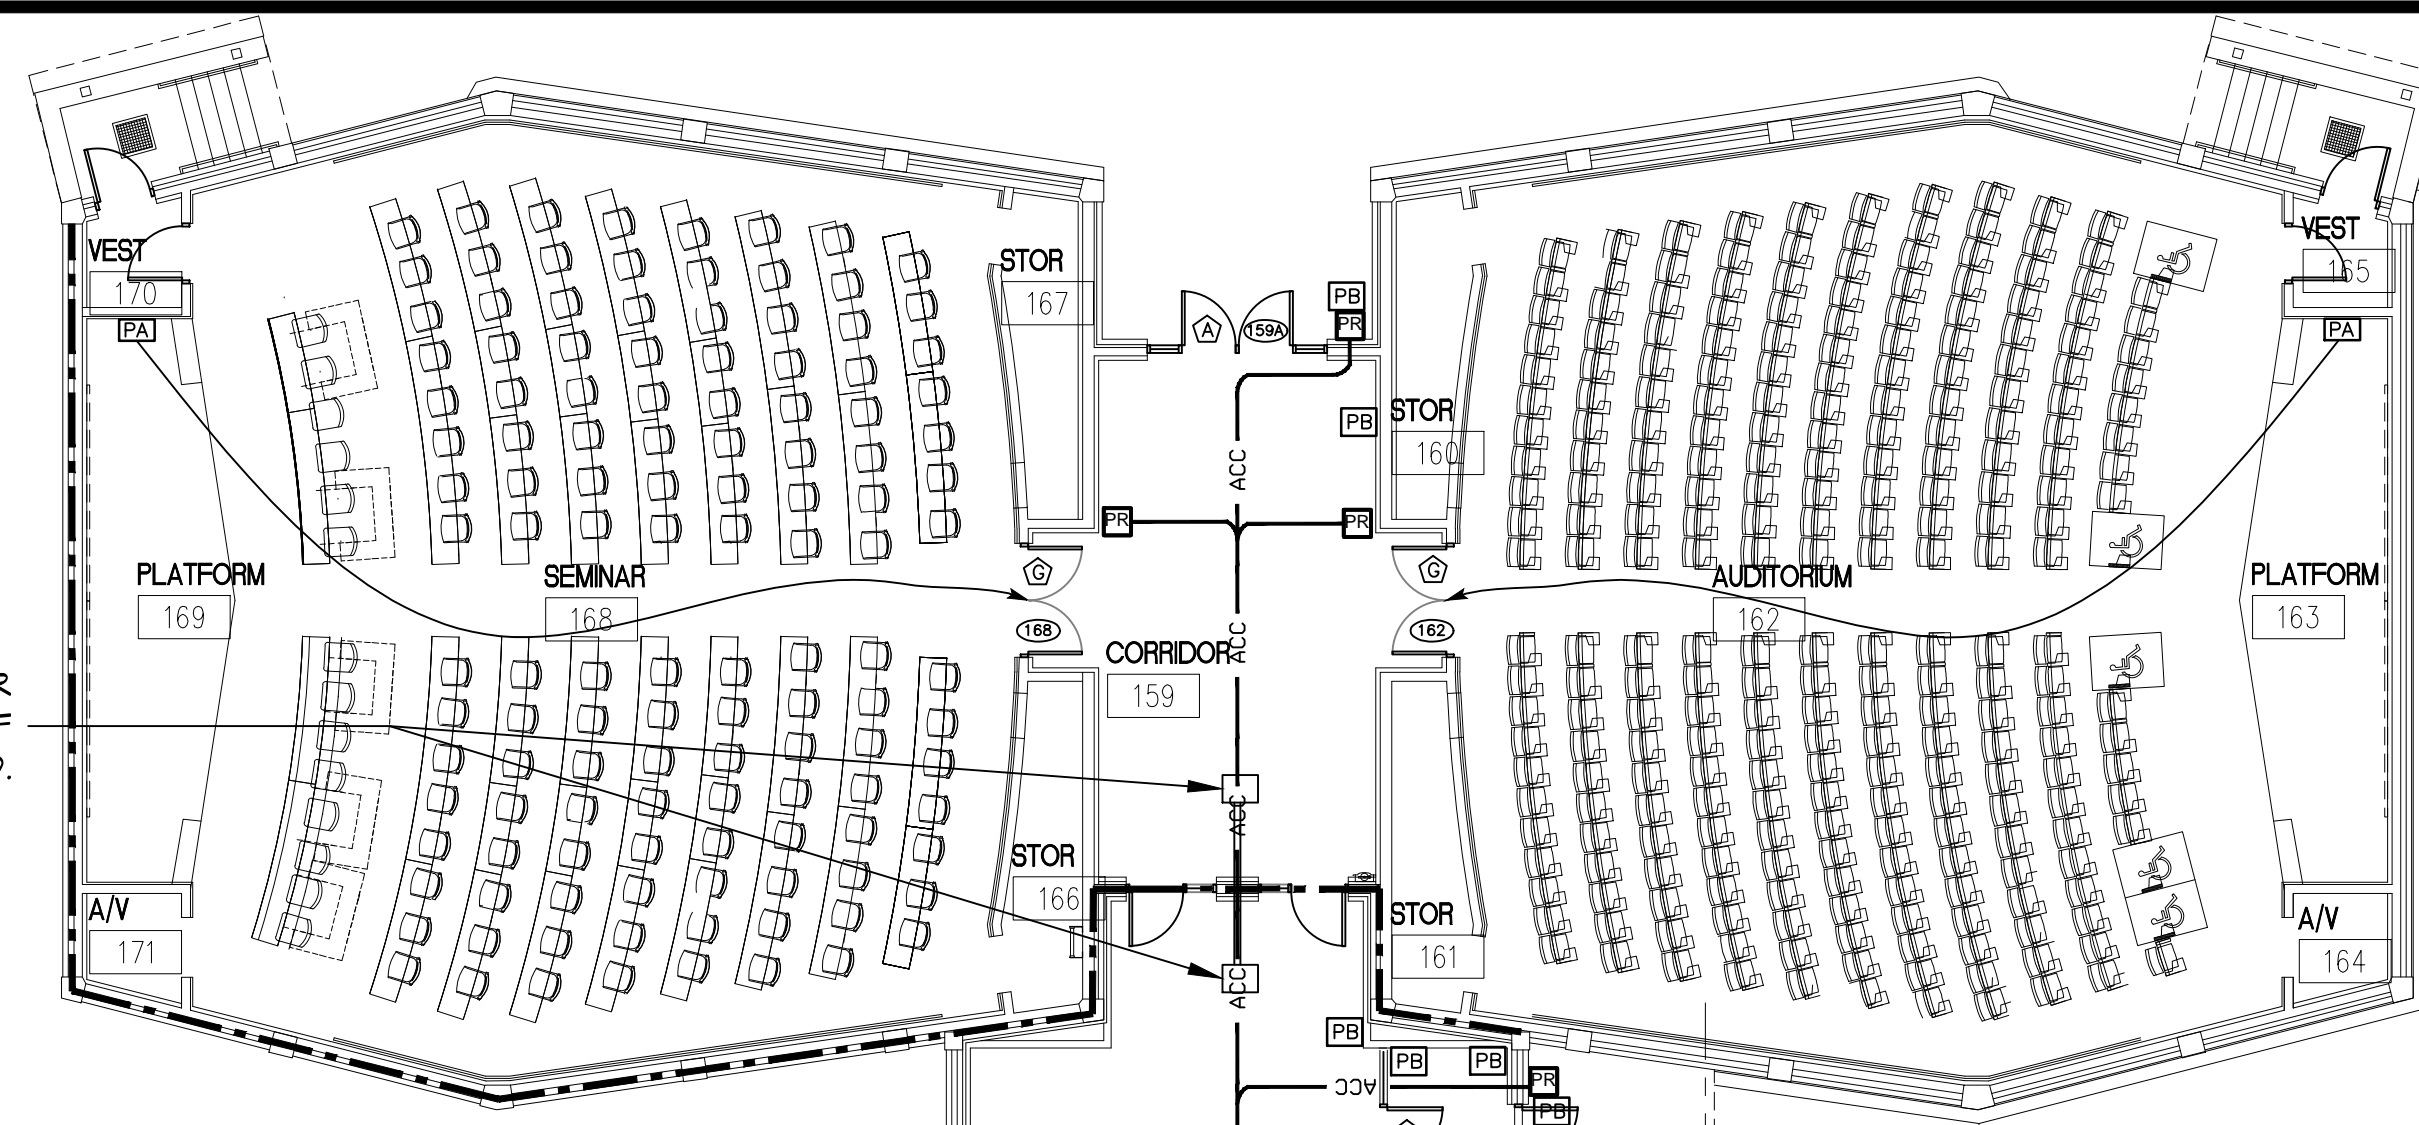 VEST
170
PA
STOR
167
A
159A
PB
PR
VEST
165
PA
ACC
PB
STOR
160
PR
PR
G
G
PLATFORM
169
SEMINAR
168
168
ACC
162
AUDITORIUM
162
PLATFORM
163
CORRIDOR
159
ACC
STOR
166
A/V
171
STOR
161
A/V
164
ACC
PB
PB
PB
ACC
PR
PB